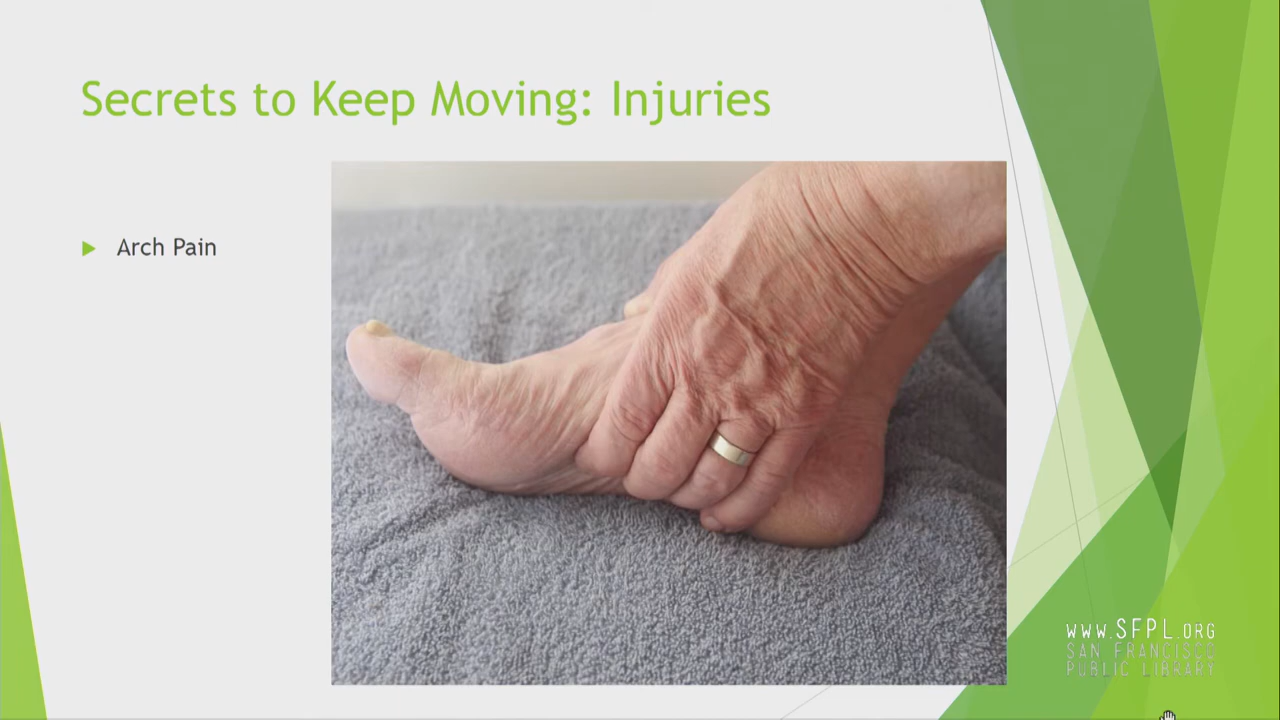 Secrets to Keep Moving: Injuries
Arch Pain
WWW.SFPL.ORG
SAN FRANCISCO
PUBLIC LIBRARY